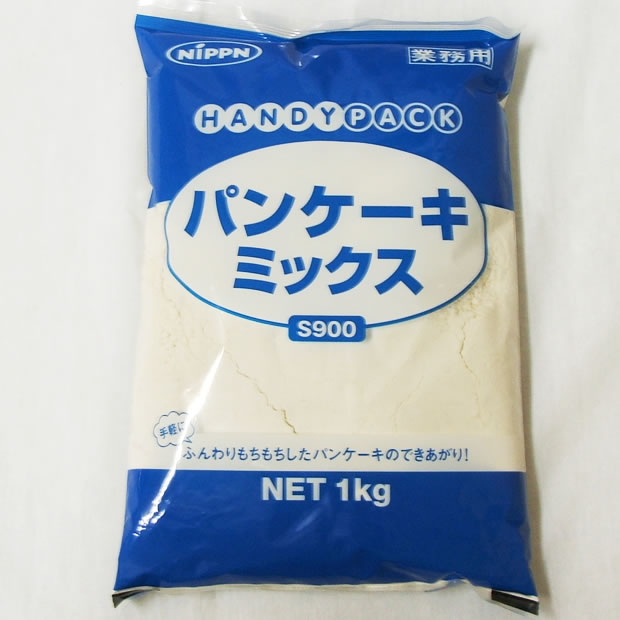 NIPPN
業務用
HANDYPACK
パンケーキ
ミックス
S900
手軽に
ふんわりもちもちしたパンケーキのできあがり!
NET 1kg